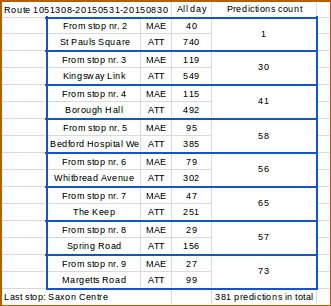 Route 1051308-20150531-20150830 All day Predictions count
From stop nr. 2 MAE 40 1
St Pauls Square ATT 740
From stop nr. 3 MAE 119 30
Kingsway Link ATT 549
From stop nr. 4 MAE 115 41
Borough Hall ATT 492
From stop nr. 5 MAE 95 58
Bedford Hospital We ATT 385
From stop nr. 6 MAE 79 56
Whitbread Avenue ATT 302
From stop nr. 7 MAE 47 65
The Keep ATT 251
From stop nr. 8 MAE 29 57
Spring Road ATT 156
From stop nr. 9 MAE 27 73
Margetts Road ATT 99
Last stop: Saxon Centre 381 predictions in total